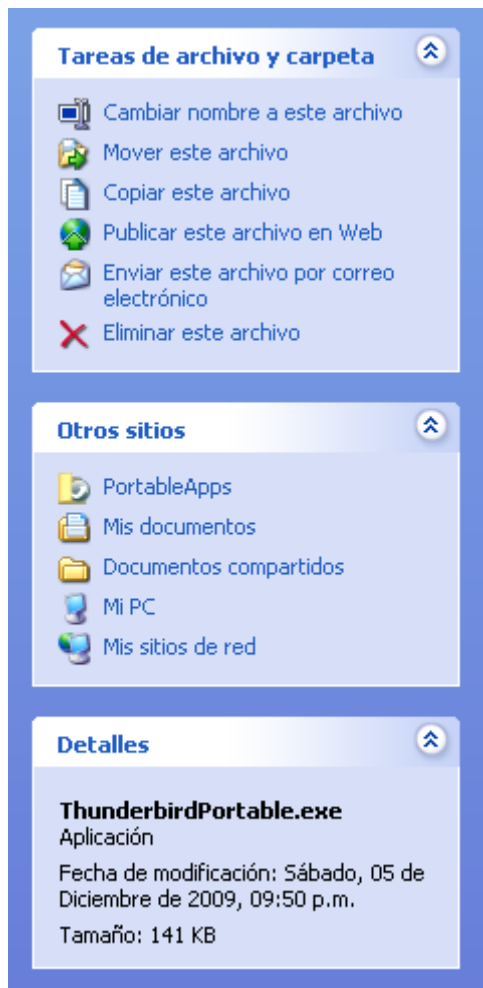 Tareas de archivo y carpeta
Cambiar nombre a este archivo
Mover este archivo
Copiar este archivo
Publicar este archivo en Web
Enviar este archivo por correo
electrónico
Eliminar este archivo
Otros sitios
PortableApps
Mis documentos
Documentos compartidos
Mi PC
Mis sitios de red
Detalles
ThunderbirdPortable.exe
Aplicación
Fecha de modificación: Sábado, 05 de
Diciembre de 2009, 09:50 p.m.
Tamaño: 141 KB